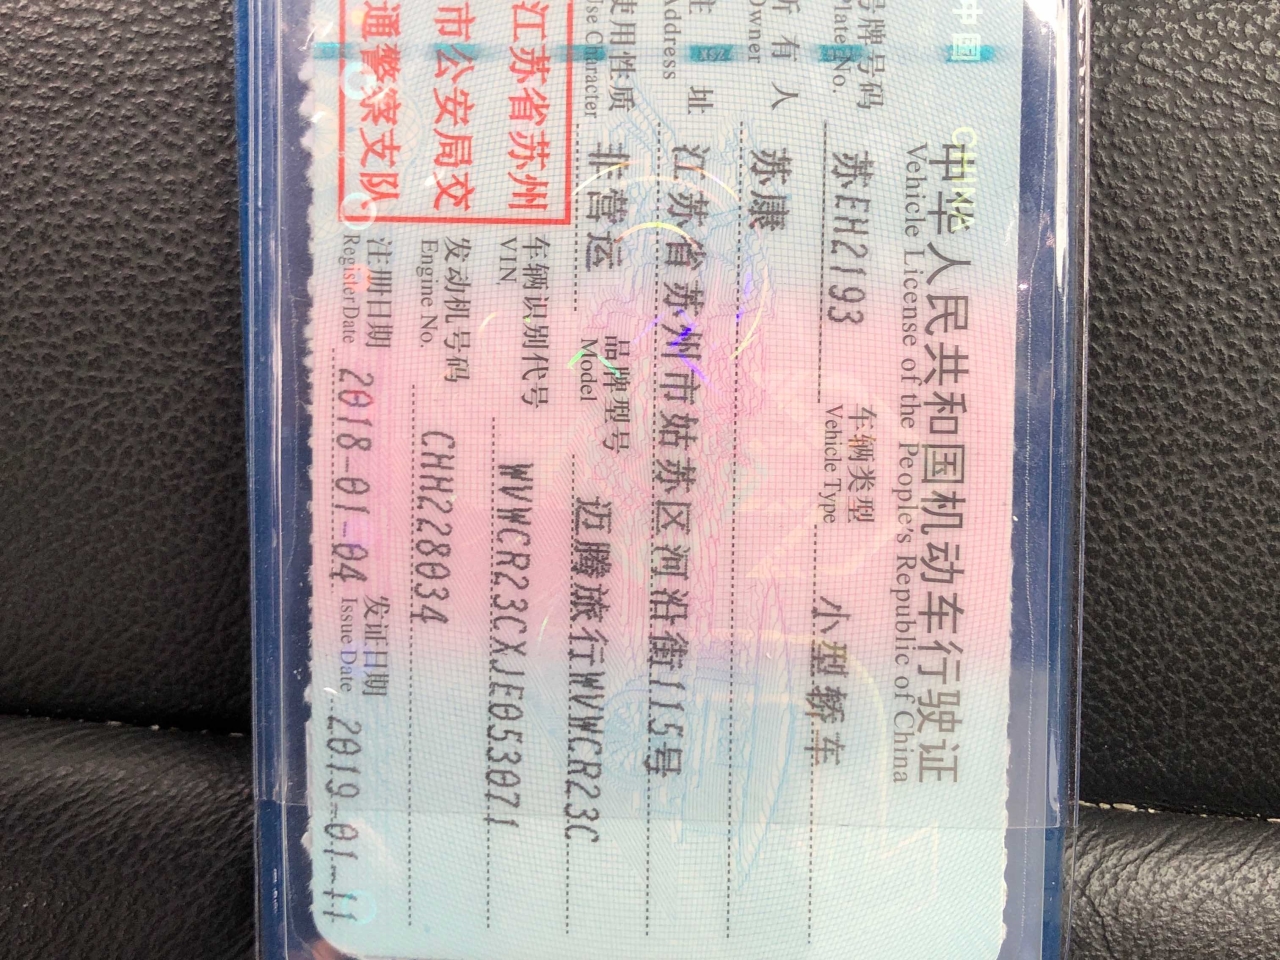 中国 CHINA
中华人民共和国机动车行驶证
Vehicle License of the People's Republic of China
号牌号码 苏EH2193 车辆类型 小型轿车
Plate No. Vehicle Type
所有人 苏康
Owner
住址 江苏省苏州市姑苏区河沿街115号
Address
使用性质 非营运 品牌型号 迈腾旅行WVWCR23C
Use Character Model
江苏省苏州
市公安局交
通警察支队
车辆识别代号 WVWCR23CXJE053071
VIN
发动机号码 CHH228034
Engine No.
注册日期 2018-01-04 发证日期 2019-01-11
Register Date Issue Date